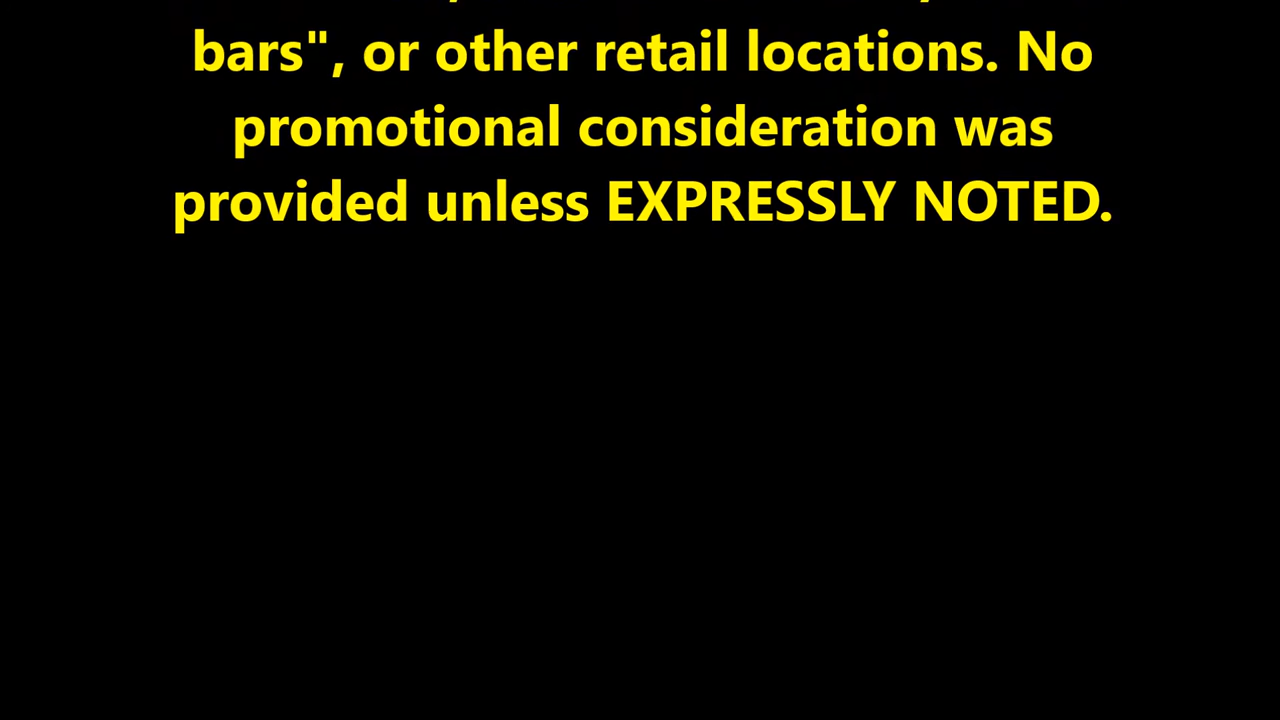 bars", or other retail locations. No
promotional consideration was
provided unless EXPRESSLY NOTED.